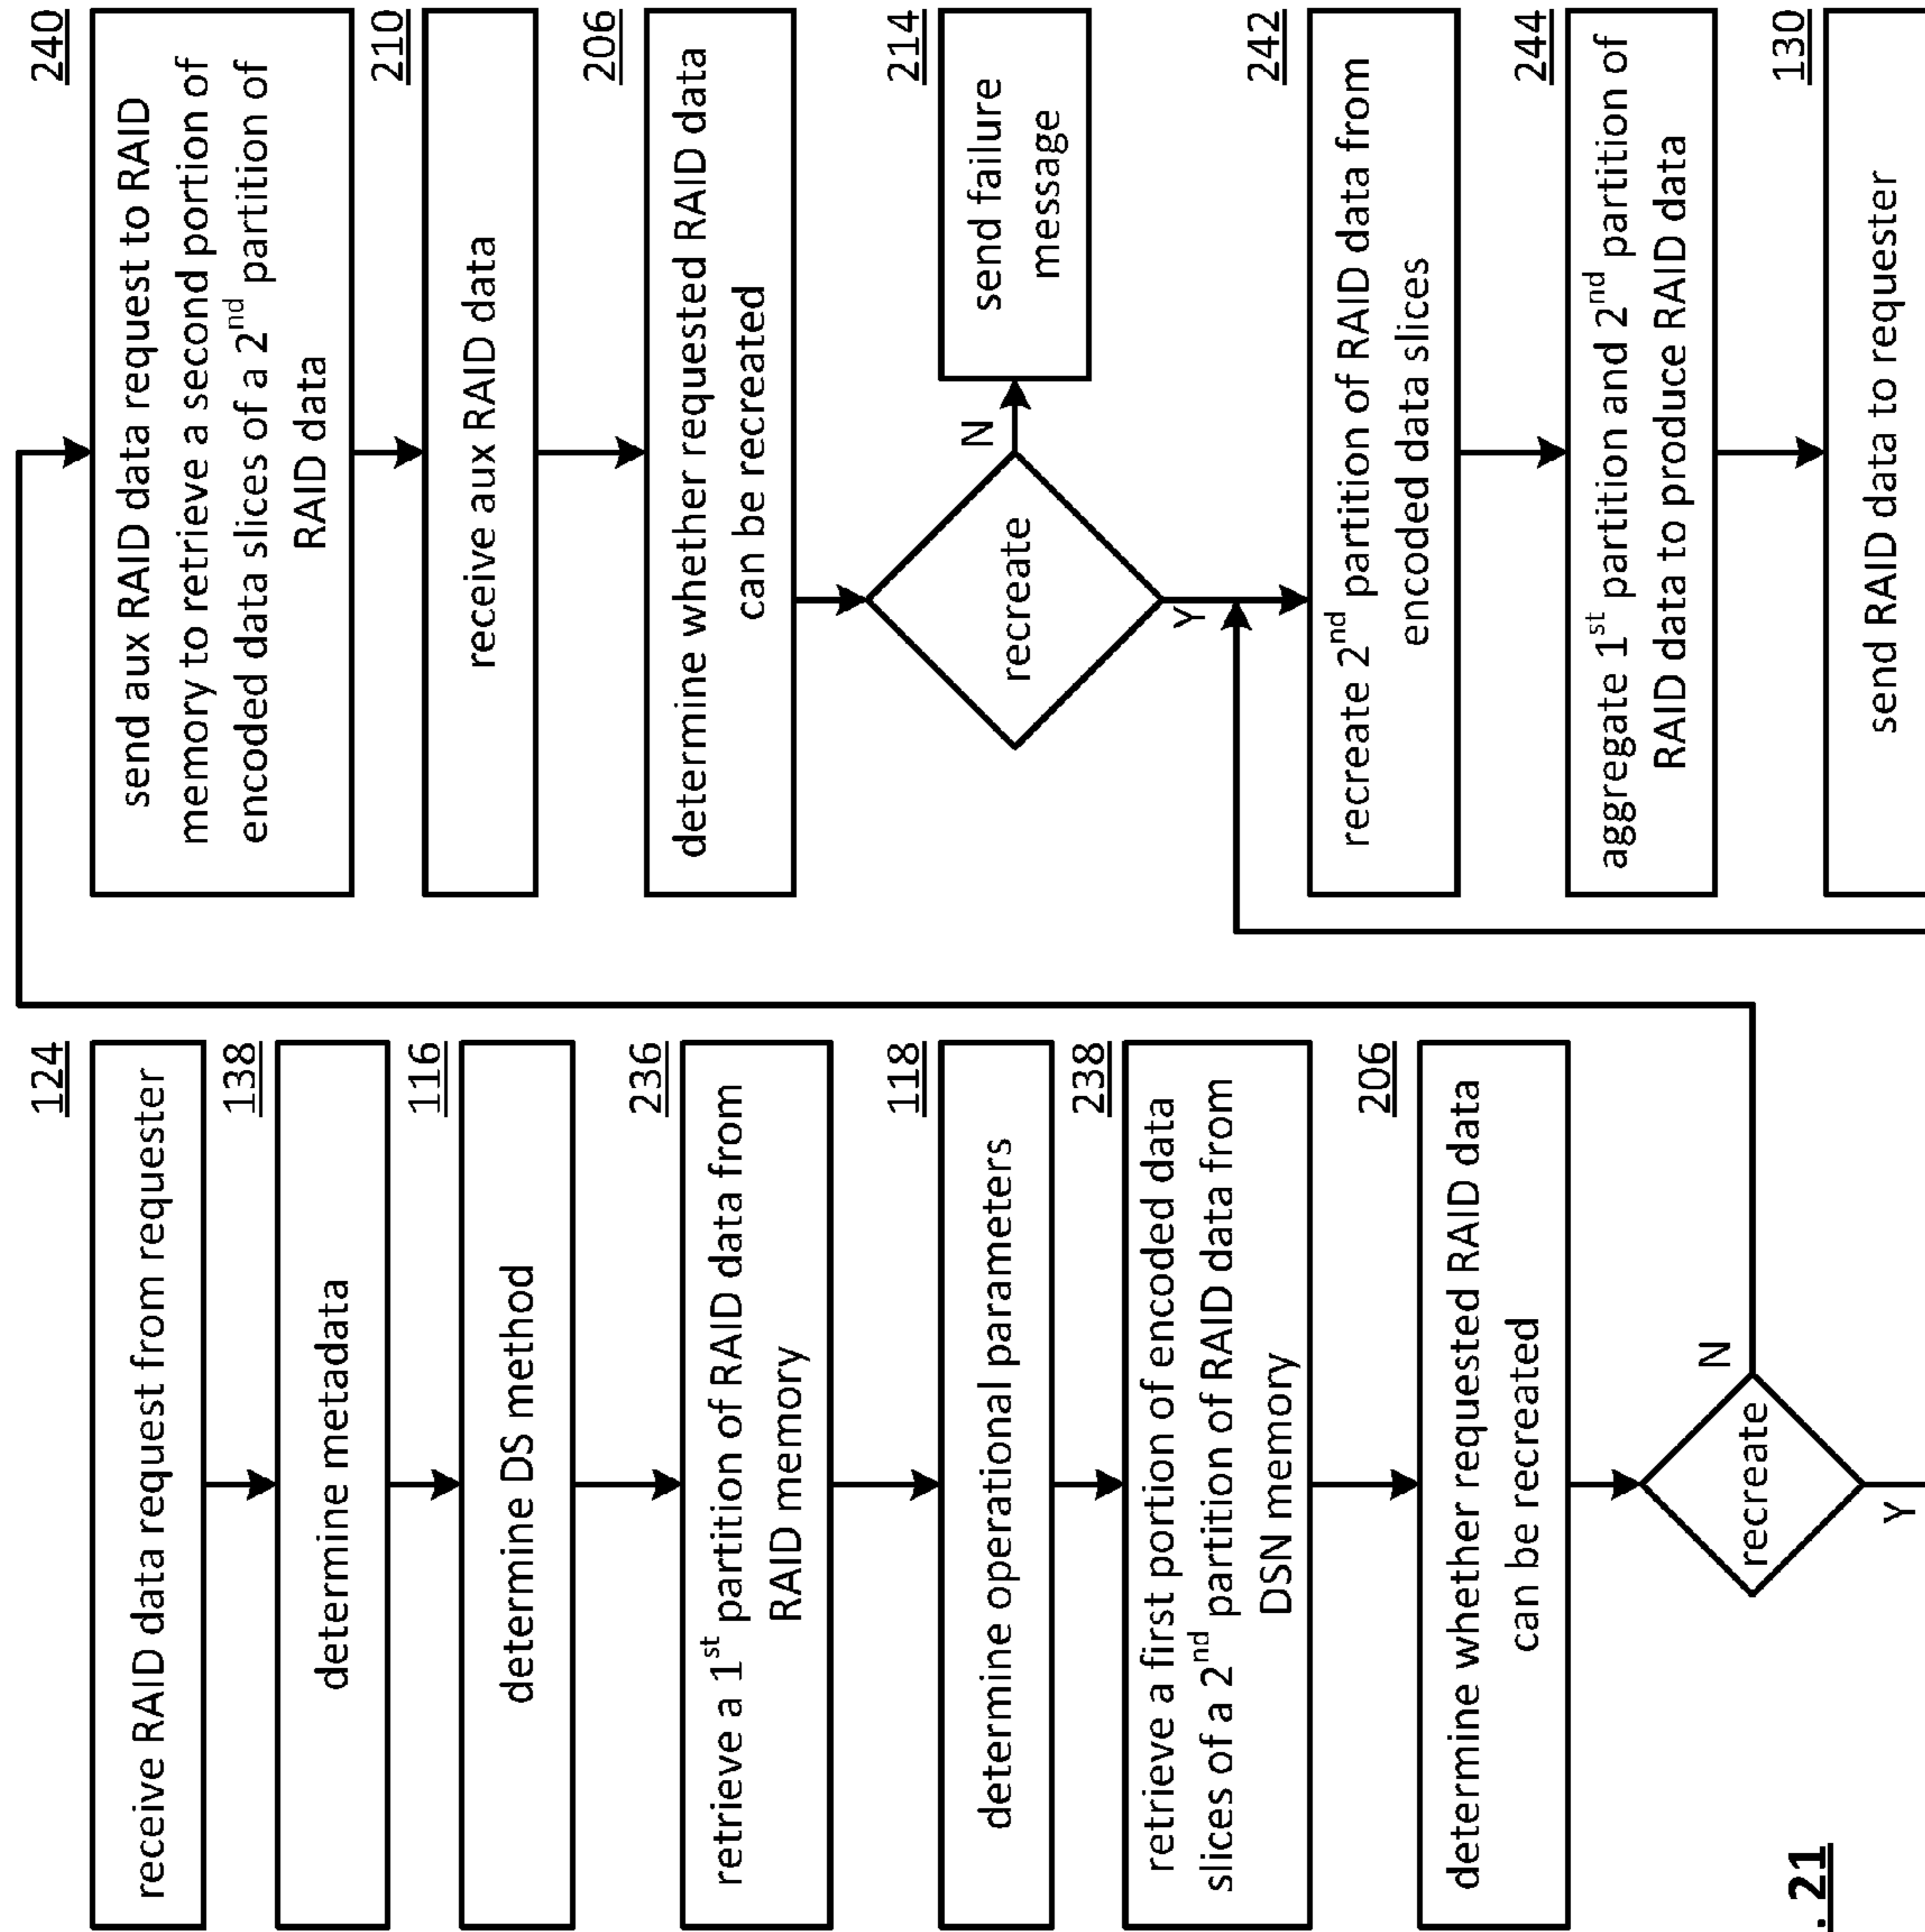 124
receive RAID data request from requester
138
determine metadata
116
determine DS method
236
retrieve a 1st partition of RAID data from
RAID memory
118
determine operational parameters
238
retrieve a first portion of encoded data
slices of a 2nd partition of RAID data from
DSN memory
206
determine whether requested RAID data
can be recreated
recreate
N
Y
240
send aux RAID data request to RAID
memory to retrieve a second portion of
encoded data slices of a 2nd partition of
RAID data
210
receive aux RAID data
206
determine whether requested RAID data
can be recreated
recreate
N
214
send failure
message
Y
242
recreate 2nd partition of RAID data from
encoded data slices
244
aggregate 1st partition and 2nd partition of
RAID data to produce RAID data
130
send RAID data to requester
. 21